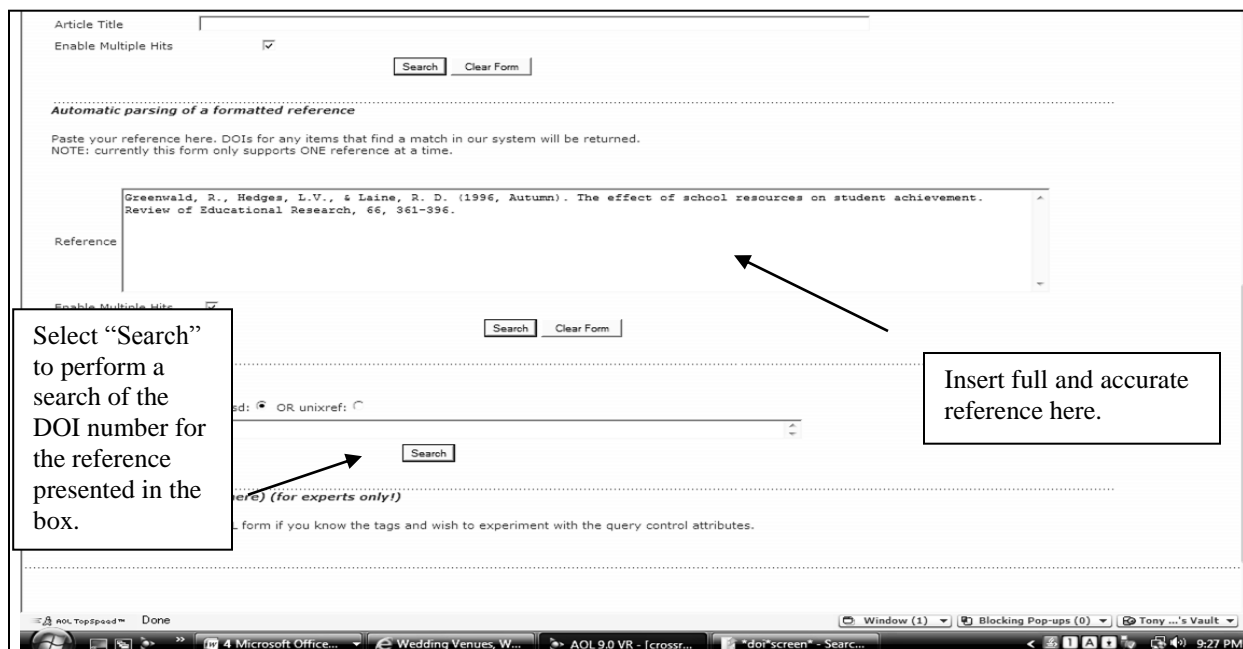 Article Title
Enable Multiple Hits
Search Clear Form
Automatic parsing of a formatted reference
Paste your reference here. DOIs for any items that find a match in our system will be returned.
NOTE: currently this form only supports ONE reference at a time.
Greenwald, R., Hedges, L.V., & Laine, R. D. (1996, Autumn). The effect of school resources on student achievement.
Review of Educational Research, 66, 361-396.
Reference
Enable Multiple Hits
Search Clear Form
Select “Search”
to perform a
search of the
DOI number for
the reference
presented in the
box.
Insert full and accurate
reference here.
sd: OR unixref:
Search
here) (for experts only!)
L form if you know the tags and wish to experiment with the query control attributes.
AOL TopSpeed™ Done
Window (1) Blocking Pop-ups (0) Tony ...'s Vault
4 Microsoft Office... Wedding Venues, W... AOL 9.0 VR - [crossr... *doi*screen* - Searc... 9:27 PM